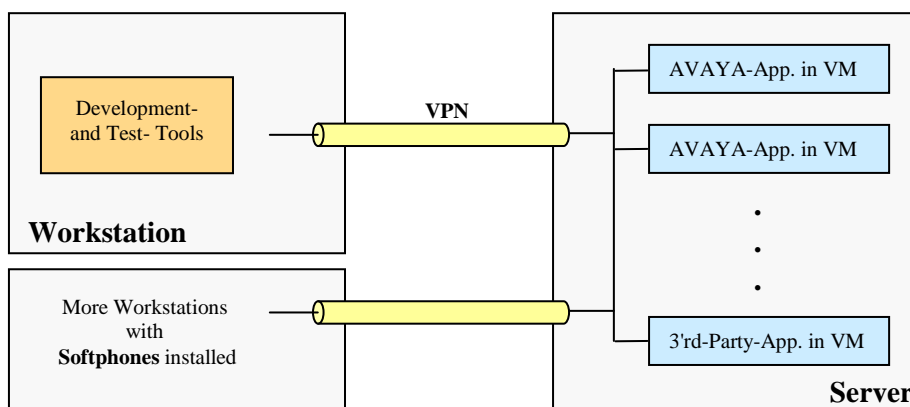 Development-
and Test- Tools
Workstation
VPN
AVAYA-App. in VM
AVAYA-App. in VM
3'rd-Party-App. in VM
Server
More Workstations
with
Softphones installed